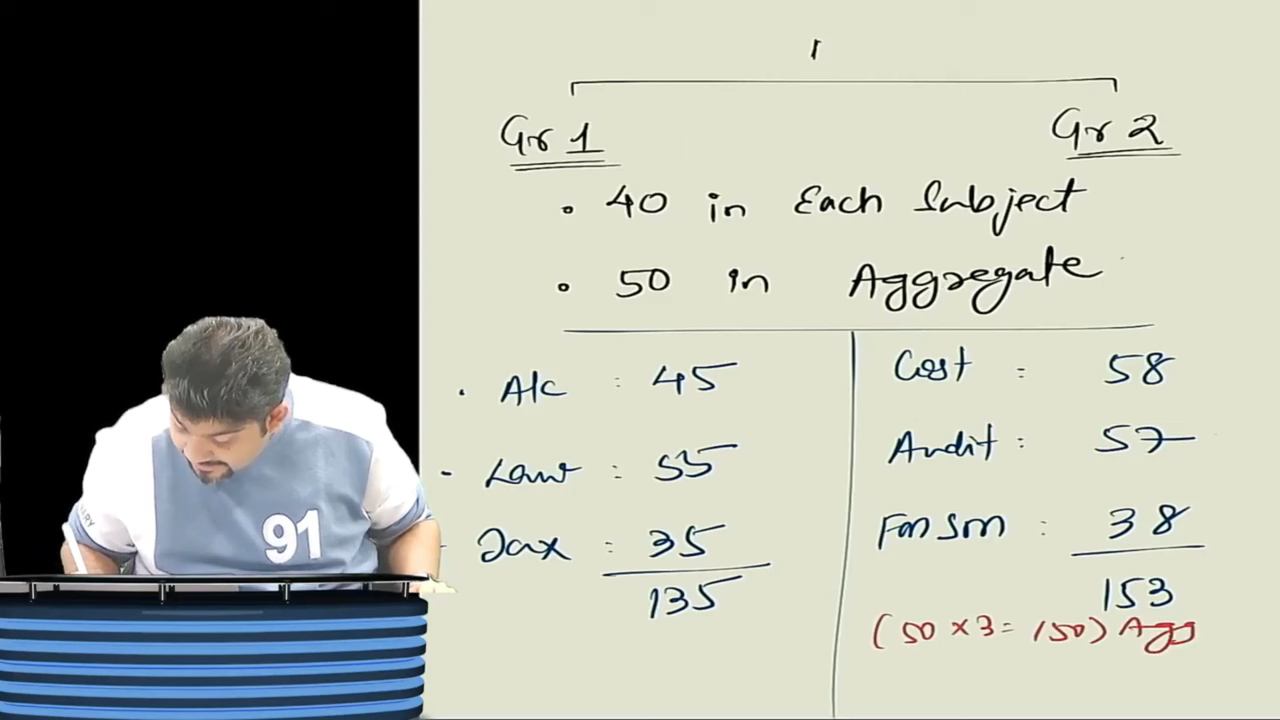 Gr 1
Gr 2
• 40 in Each Subject
• 50 in Aggregate
• A/c : 45
- Law : 55
- Tax : 35
135
Cost : 58
Audit : 57
Fm Sm : 38
153
(50 × 3 = 150) Agg
91